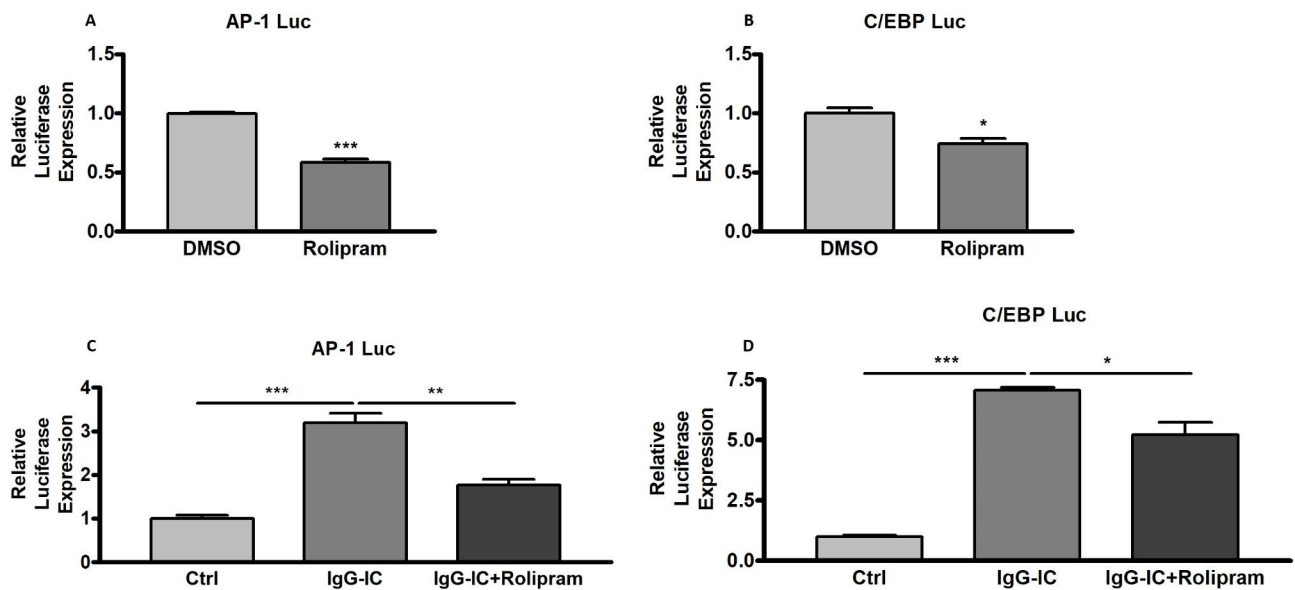 A
AP-1 Luc
Relative
Luciferase
Expression
1.5
1.0
0.5
0.0
***
DMSO
Rolipram
B
C/EBP Luc
Relative
Luciferase
Expression
1.5
1.0
0.5
0.0
*
DMSO
Rolipram
C
AP-1 Luc
Relative
Luciferase
Expression
4
3
2
1
0
***
**
Ctrl
IgG-IC
IgG-IC+Rolipram
D
C/EBP Luc
Relative
Luciferase
Expression
7.5
5.0
2.5
0.0
***
*
Ctrl
IgG-IC
IgG-IC+Rolipram